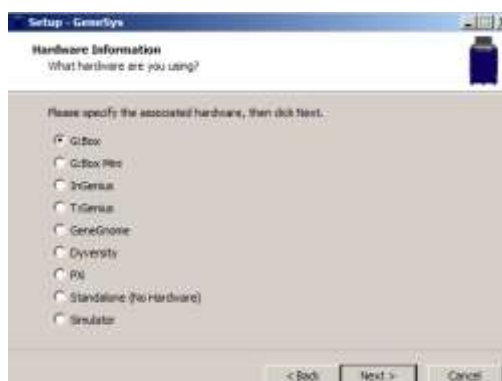 Setup - GeneSys
Hardware Information
What hardware are you using?
Please specify the associated hardware, then click Next.
G:Box
G:Box Mini
InGenius
T:Genius
GeneGnome
Dyversity
PXi
Standalone (No Hardware)
Simulator
< Back
Next >
Cancel